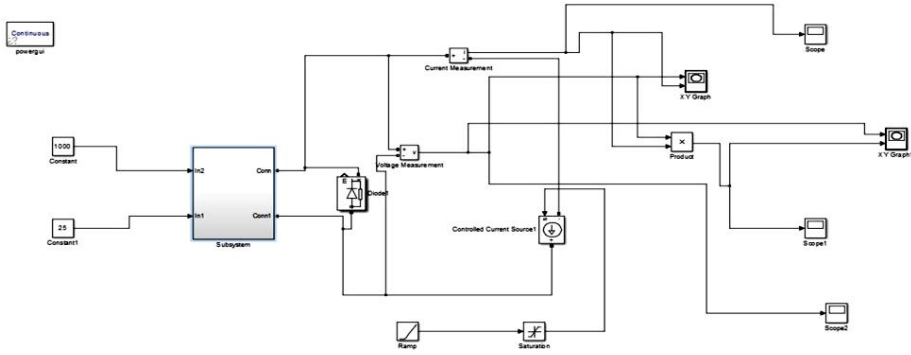 Continuous
powergui
Scope
Current Measurement
XY Graph
1000
Constant
In2
Conn
Voltage Measurement
Product
XY Graph1
Diode1
25
Constant1
In1
Conn1
Subsystem
Controlled Current Source1
Scope1
Scope2
Ramp
Saturation